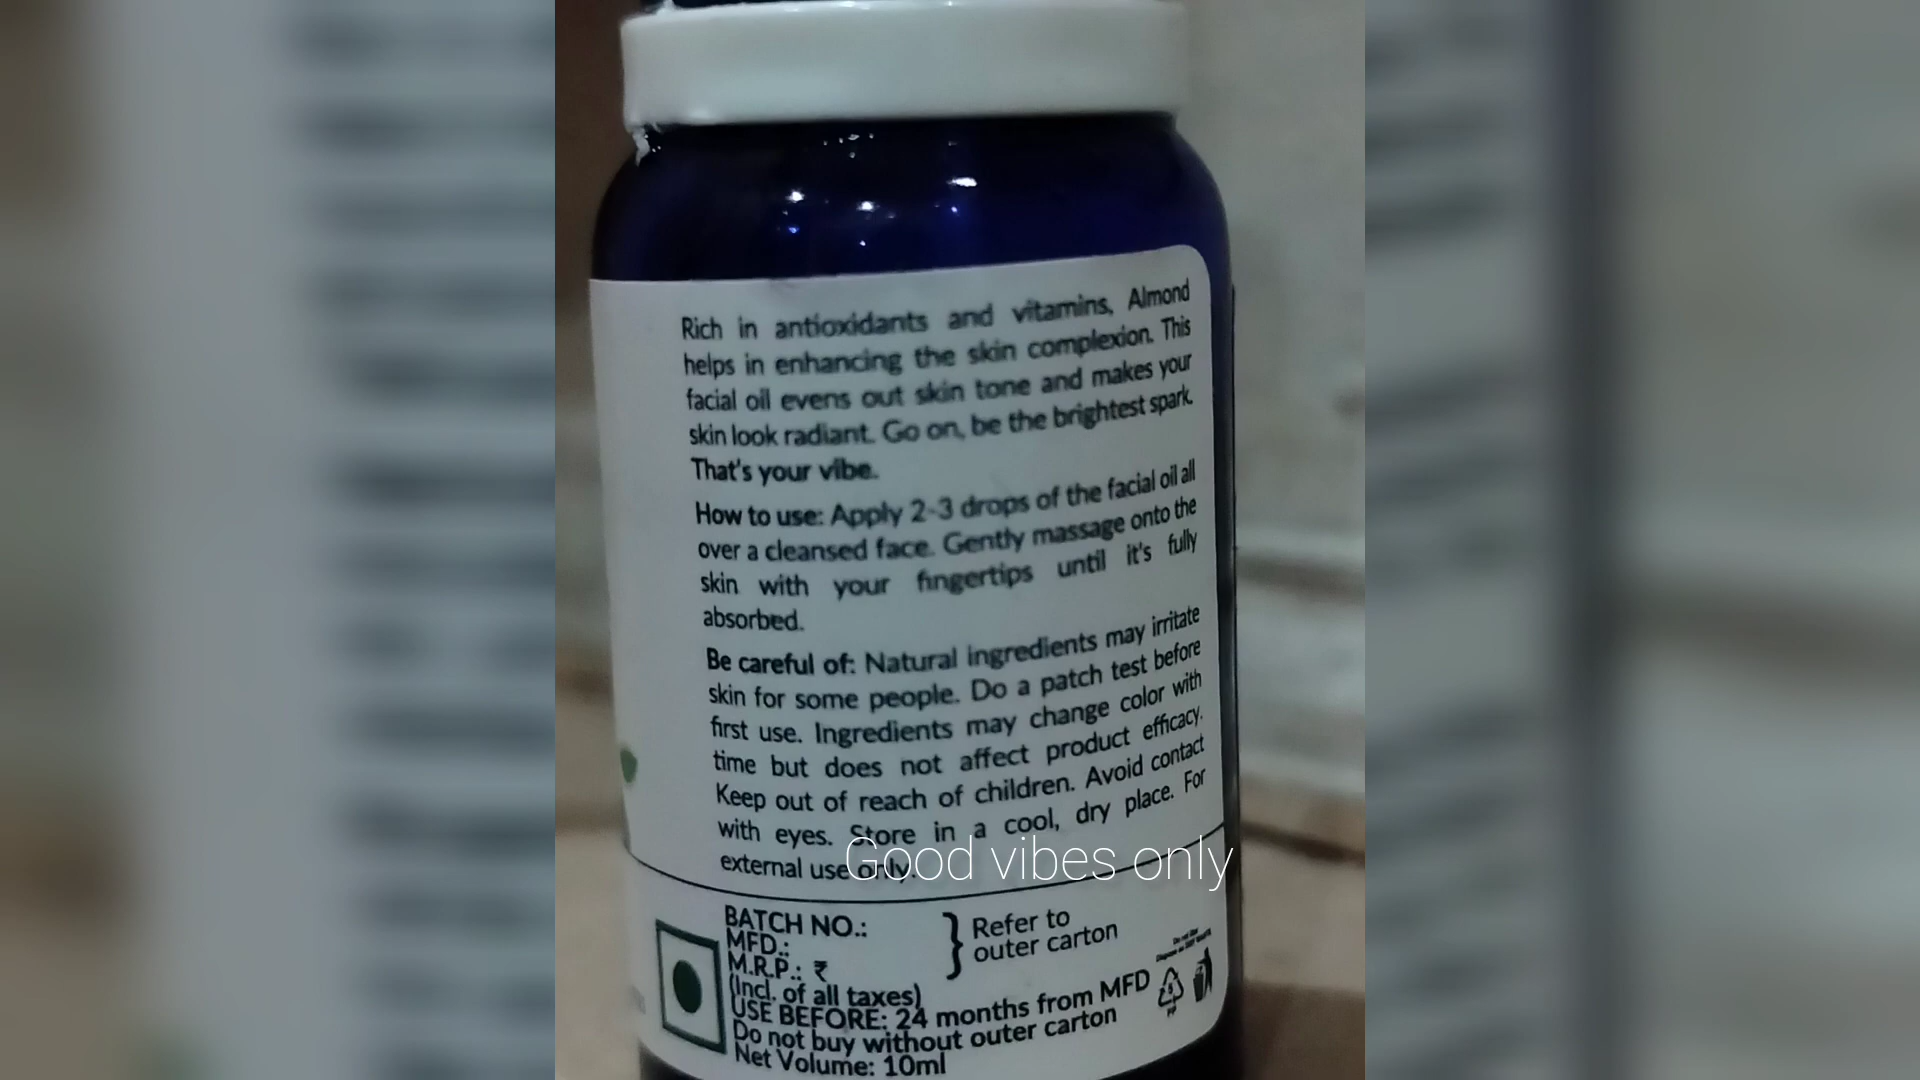 Rich in antioxidants and vitamins, Almond
helps in enhancing the skin complexion. This
facial oil evens out skin tone and makes your
skin look radiant. Go on, be the brightest spark.
That's your vibe.
How to use: Apply 2-3 drops of the facial oil all
over a cleansed face. Gently massage onto the
skin with your fingertips until it's fully
absorbed.
Be careful of: Natural ingredients may irritate
skin for some people. Do a patch test before
first use. Ingredients may change color with
time but does not affect product efficacy.
Keep out of reach of children. Avoid contact
with eyes. Store in a cool, dry place. For
external use only.
Good vibes only
BATCH NO.:
MFD.:
M.R.P.: ₹
(Incl. of all taxes)
} Refer to
outer carton
USE BEFORE: 24 months from MFD
Do not buy without outer carton
Net Volume: 10ml
5
PP